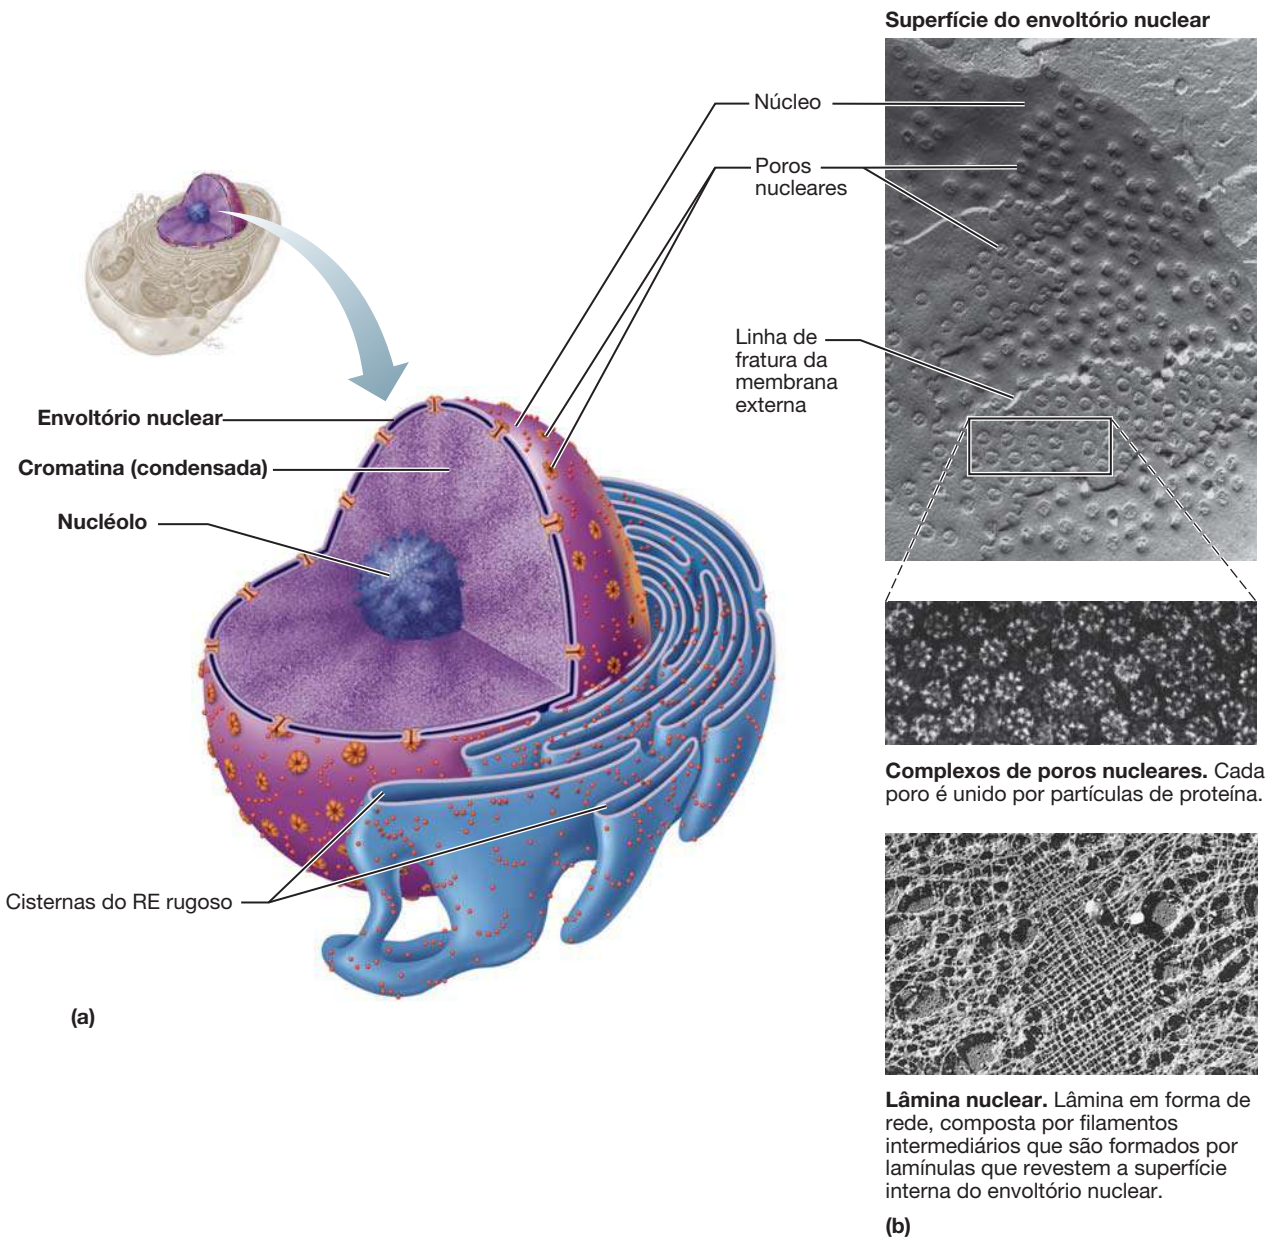 Superfície do envoltório nuclear
Núcleo
Poros
nucleares
Linha de
fratura da
membrana
externa
Envoltório nuclear
Cromatina (condensada)
Nucléolo
Cisternas do RE rugoso
(a)
Complexos de poros nucleares. Cada
poro é unido por partículas de proteína.
Lâmina nuclear. Lâmina em forma de
rede, composta por filamentos
intermediários que são formados por
lamínulas que revestem a superfície
interna do envoltório nuclear.
(b)